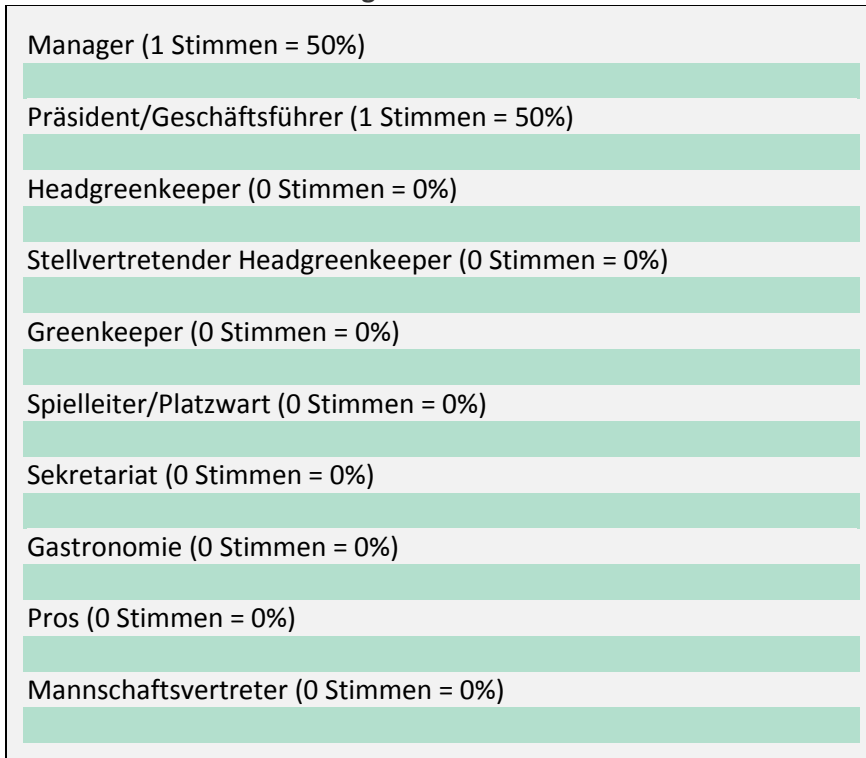 Manager (1 Stimmen = 50%)
Präsident/Geschäftsführer (1 Stimmen = 50%)
Headgreenkeeper (0 Stimmen = 0%)
Stellvertretender Headgreenkeeper (0 Stimmen = 0%)
Greenkeeper (0 Stimmen = 0%)
Spielleiter/Platzwart (0 Stimmen = 0%)
Sekretariat (0 Stimmen = 0%)
Gastronomie (0 Stimmen = 0%)
Pros (0 Stimmen = 0%)
Mannschaftsvertreter (0 Stimmen = 0%)